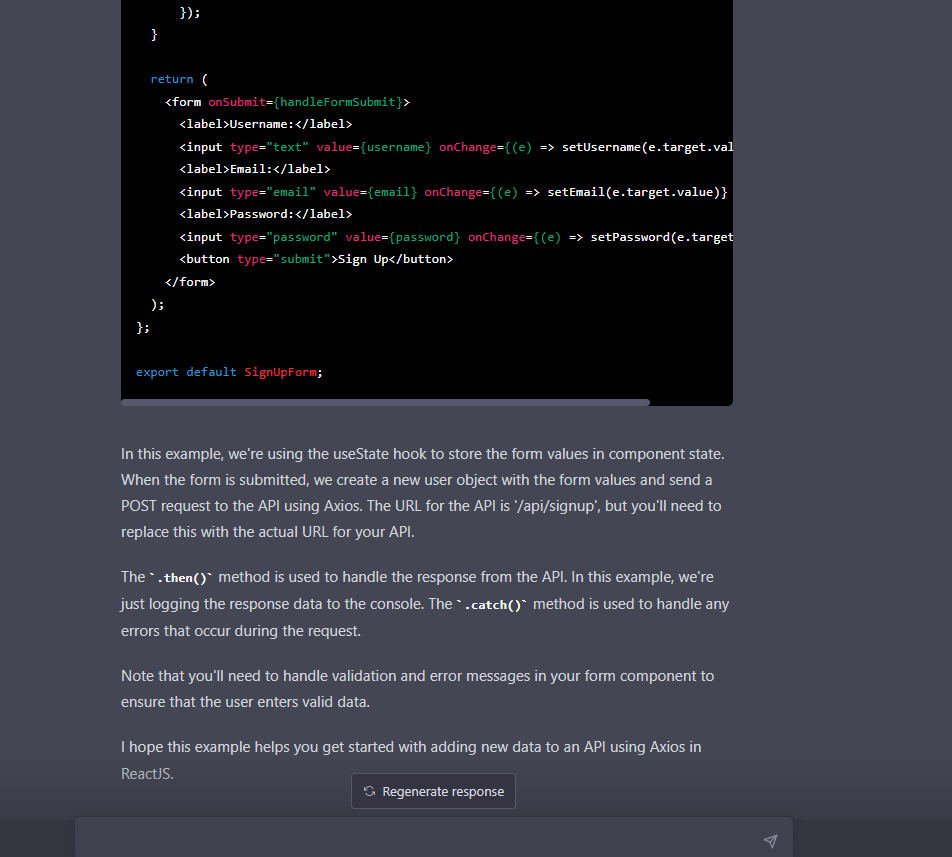 });
}
return (
<form onSubmit={handleFormSubmit}>
<label>Username:</label>
<input type="text" value={username} onChange={(e) => setUsername(e.target.val
<label>Email:</label>
<input type="email" value={email} onChange={(e) => setEmail(e.target.value)}
<label>Password:</label>
<input type="password" value={password} onChange={(e) => setPassword(e.target
<button type="submit">Sign Up</button>
</form>
);
};
export default SignUpForm;
In this example, we're using the useState hook to store the form values in component state.
When the form is submitted, we create a new user object with the form values and send a
POST request to the API using Axios. The URL for the API is '/api/signup', but you'll need to
replace this with the actual URL for your API.
The `.then()` method is used to handle the response from the API. In this example, we're
just logging the response data to the console. The `.catch()` method is used to handle any
errors that occur during the request.
Note that you'll need to handle validation and error messages in your form component to
ensure that the user enters valid data.
I hope this example helps you get started with adding new data to an API using Axios in
ReactJS.
Regenerate response